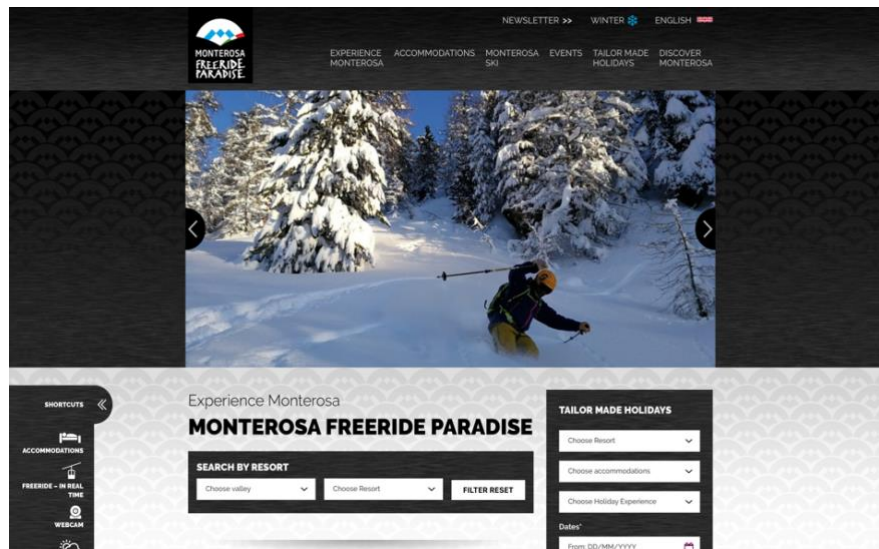 NEWSLETTER >>
WINTER
ENGLISH
MONTEROSA
FREERIDE
PARADISE
EXPERIENCE
MONTEROSA
ACCOMMODATIONS
MONTEROSA
SKI
EVENTS
TAILOR MADE
HOLIDAYS
DISCOVER
MONTEROSA
SHORTCUTS
ACCOMMODATIONS
FREERIDE – IN REAL
TIME
WEBCAM
Experience Monterosa
MONTEROSA FREERIDE PARADISE
SEARCH BY RESORT
Choose valley
Choose Resort
FILTER RESET
TAILOR MADE HOLIDAYS
Choose Resort
Choose accommodations
Choose Holiday Experience
Dates*
From: DD/MM/YYYY